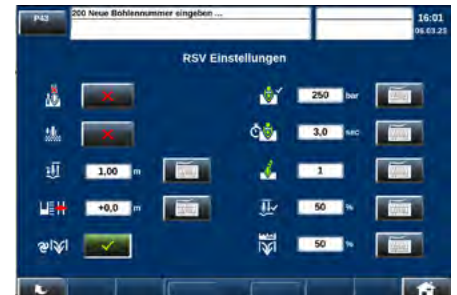 P43
200 Neue Bohlennummer eingeben ...
16:01
06.03.23
RSV Einstellungen
250 bar
3,0 sec
1,00 m
1
+0,0 m
50 %
50 %